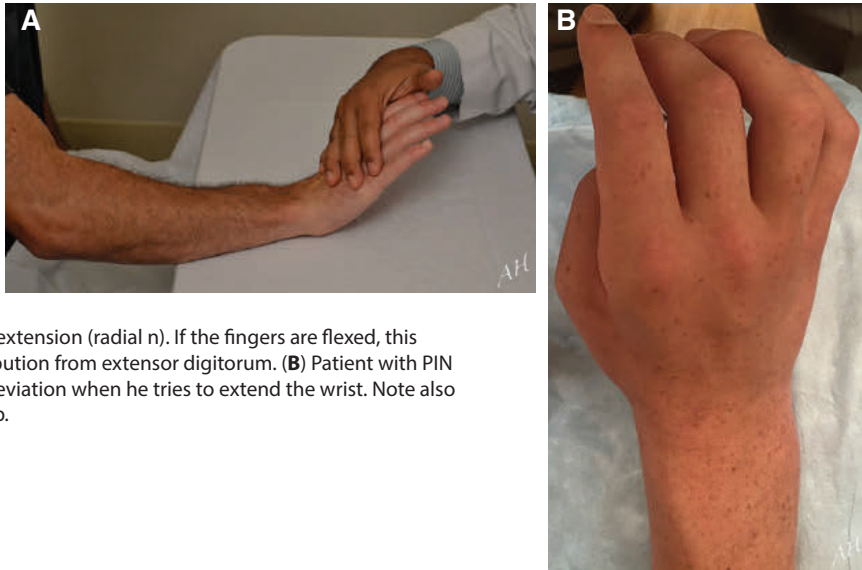 A
B
AH
extension (radial n). If the fingers are flexed, this
bution from extensor digitorum. (B) Patient with PIN
eviation when he tries to extend the wrist. Note also
AH